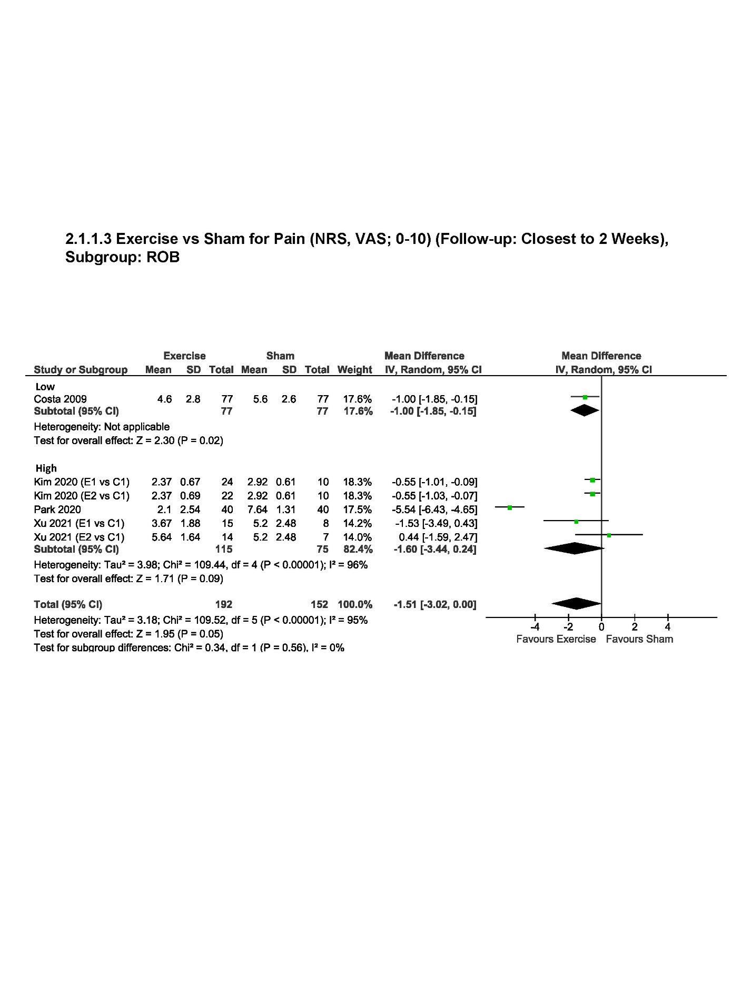 2.1.1.3 Exercise vs Sham for Pain (NRS, VAS; 0-10) (Follow-up: Closest to 2 Weeks),
Subgroup: ROB
Exercise Sham Mean Difference Mean Difference
Study or Subgroup Mean SD Total Mean SD Total Weight IV, Random, 95% CI IV, Random, 95% CI
Low
Costa 2009 4.6 2.8 77 5.6 2.6 77 17.6% -1.00 [-1.85, -0.15]
Subtotal (95% CI) 77 77 17.6% -1.00 [-1.85, -0.15]
Heterogeneity: Not applicable
Test for overall effect: Z = 2.30 (P = 0.02)
High
Kim 2020 (E1 vs C1) 2.37 0.67 24 2.92 0.61 10 18.3% -0.55 [-1.01, -0.09]
Kim 2020 (E2 vs C1) 2.37 0.69 22 2.92 0.61 10 18.3% -0.55 [-1.03, -0.07]
Park 2020 2.1 2.54 40 7.64 1.31 40 17.5% -5.54 [-6.43, -4.65]
Xu 2021 (E1 vs C1) 3.67 1.88 15 5.2 2.48 8 14.2% -1.53 [-3.49, 0.43]
Xu 2021 (E2 vs C1) 5.64 1.64 14 5.2 2.48 7 14.0% 0.44 [-1.59, 2.47]
Subtotal (95% CI) 115 75 82.4% -1.60 [-3.44, 0.24]
Heterogeneity: Tau² = 3.98; Chi² = 109.44, df = 4 (P < 0.00001); I² = 96%
Test for overall effect: Z = 1.71 (P = 0.09)
Total (95% CI) 192 152 100.0% -1.51 [-3.02, 0.00]
Heterogeneity: Tau² = 3.18; Chi² = 109.52, df = 5 (P < 0.00001); I² = 95%
Test for overall effect: Z = 1.95 (P = 0.05)
Test for subgroup differences: Chi² = 0.34, df = 1 (P = 0.56), I² = 0%
-4 -2 0 2 4
Favours Exercise Favours Sham